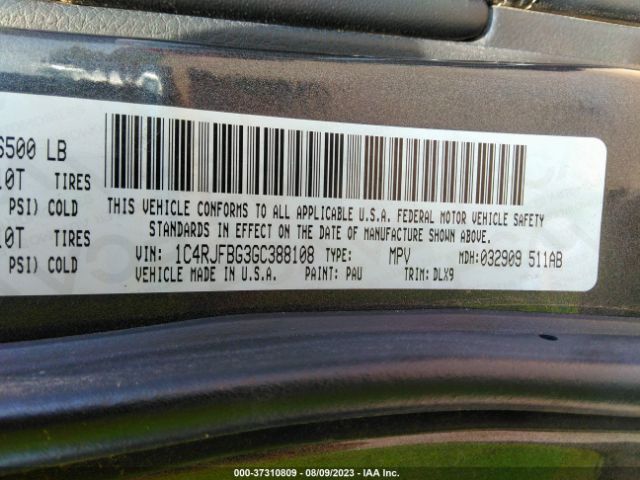 6500 LB
0T TIRES
PSI) COLD
0T TIRES
PSI) COLD
THIS VEHICLE CONFORMS TO ALL APPLICABLE U.S.A. FEDERAL MOTOR VEHICLE SAFETY
STANDARDS IN EFFECT ON THE DATE OF MANUFACTURE SHOWN ABOVE.
VIN: 1C4RJFBG3GC388108 TYPE: MPV MDH: 032909 511AB
VEHICLE MADE IN U.S.A. PAINT: PAU TRIM: DLX9
000-37310809 - 08/09/2023 - IAA Inc.